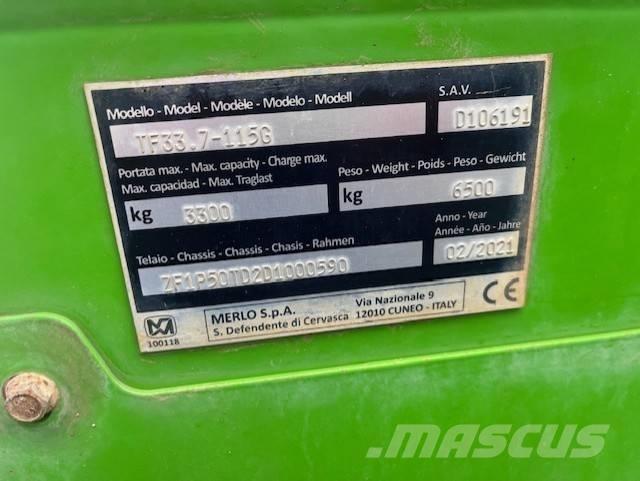 Modello - Model - Modèle - Modelo - Modell
S.A.V.
TF33.7-115G
D106191
Portata max. - Max. capacity - Charge max.
Max. capacidad - Max. Traglast
Peso - Weight - Poids - Peso - Gewicht
kg 3300
kg 6500
Telaio - Chassis - Chassis - Chasis - Rahmen
Anno - Year
Année - Año - Jahre
ZF1P50TD2D1000590
02/2021
100118
MERLO S.p.A.
S. Defendente di Cervasca
Via Nazionale 9
12010 CUNEO - ITALY
CE
MASCUS